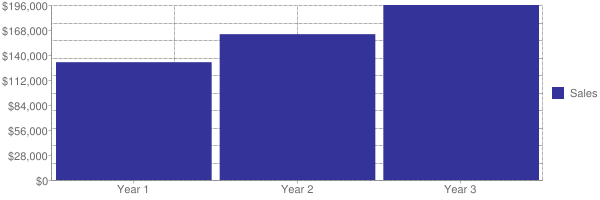 $196,000
$168,000
$140,000
$112,000
$84,000
$56,000
$28,000
$0
Year 1
Year 2
Year 3
Sales